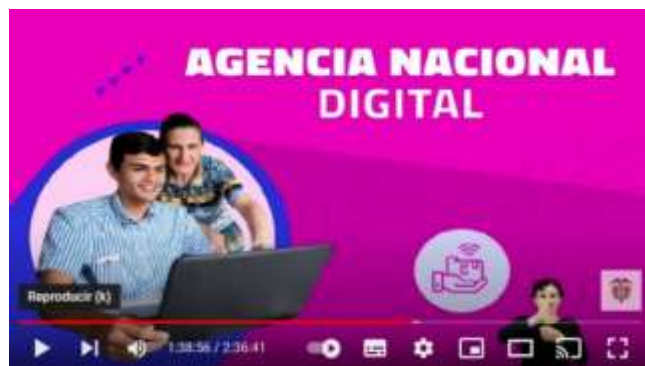 AGENCIA NACIONAL
DIGITAL
Reproducir (k)
1:38:56 / 2:36:41